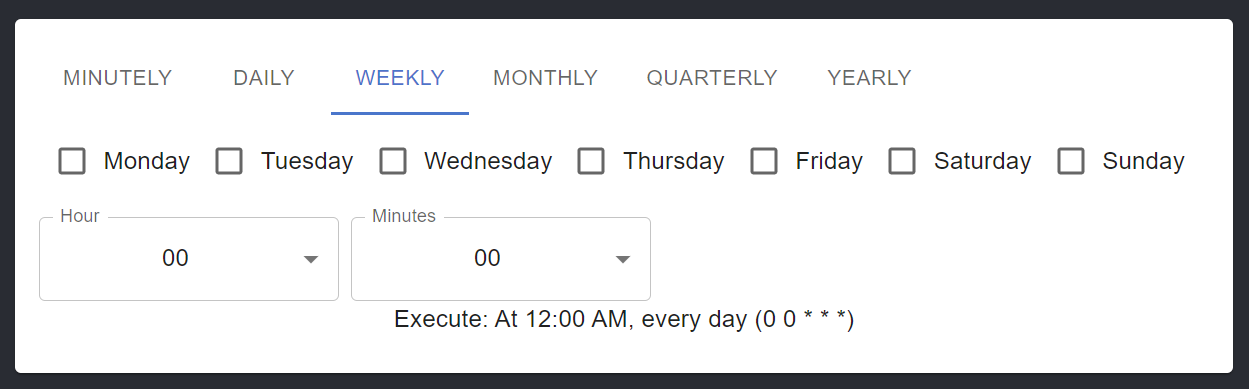 MINUTELY DAILY WEEKLY MONTHLY QUARTERLY YEARLY
Monday Tuesday Wednesday Thursday Friday Saturday Sunday
Hour Minutes
00 00
Execute: At 12:00 AM, every day (0 0 * * *)